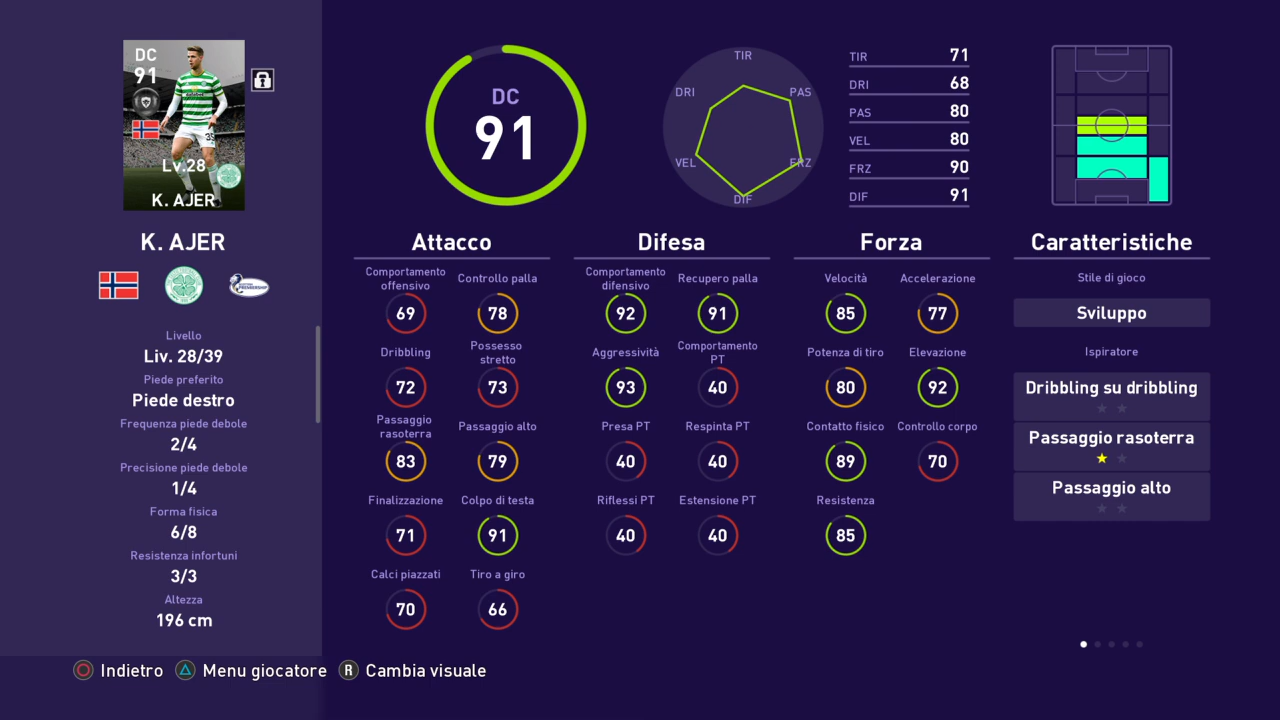 DC
91
Lv.28
K. AJER
K. AJER
Livello
Liv. 28/39
Piede preferito
Piede destro
Frequenza piede debole
2/4
Precisione piede debole
1/4
Forma fisica
6/8
Resistenza infortuni
3/3
Altezza
196 cm
DC
91
TIR
PAS
FRZ
DIF
VEL
DRI
TIR 71
DRI 68
PAS 80
VEL 80
FRZ 90
DIF 91
Attacco
Comportamento
offensivo
69
Controllo palla
78
Dribbling
72
Possesso
stretto
73
Passaggio
rasoterra
83
Passaggio alto
79
Finalizzazione
71
Colpo di testa
91
Calci piazzati
70
Tiro a giro
66
Difesa
Comportamento
difensivo
92
Recupero palla
91
Aggressività
93
Comportamento
PT
40
Presa PT
40
Respinta PT
40
Riflessi PT
40
Estensione PT
40
Forza
Velocità
85
Accelerazione
77
Potenza di tiro
80
Elevazione
92
Contatto fisico
89
Controllo corpo
70
Resistenza
85
Caratteristiche
Stile di gioco
Sviluppo
Ispiratore
Dribbling su dribbling
Passaggio rasoterra
Passaggio alto
Indietro
Menu giocatore
R Cambia visuale